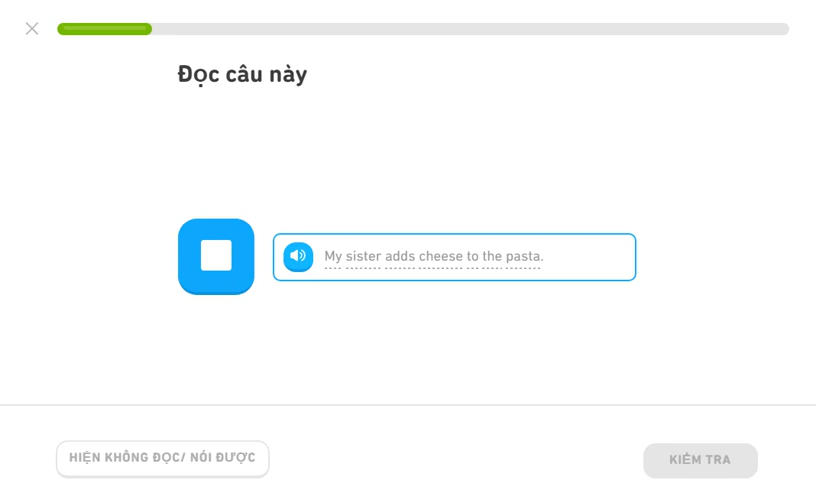 Đọc câu này
My sister adds cheese to the pasta.
HIỆN KHÔNG ĐỌC/ NÓI ĐƯỢC
KIỂM TRA